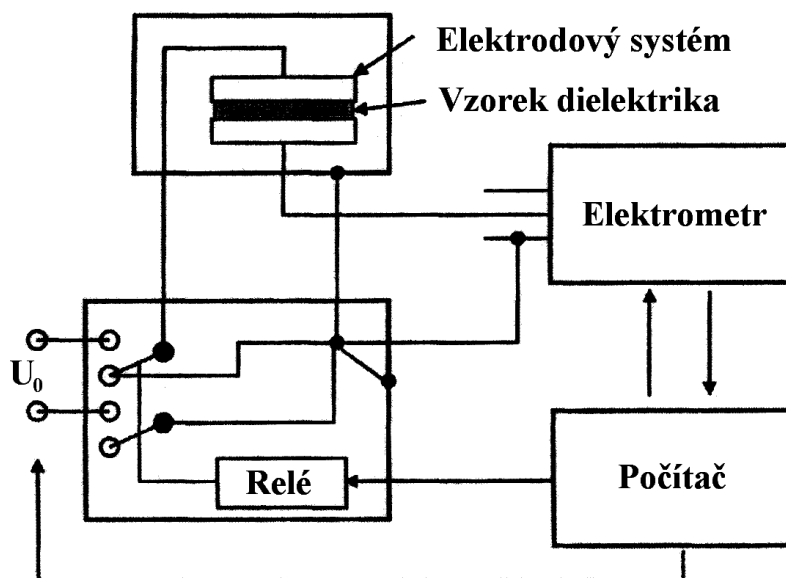 Elektrodový systém
Vzorek dielektrika
Elektrometr
U₀
Relé
Počítač